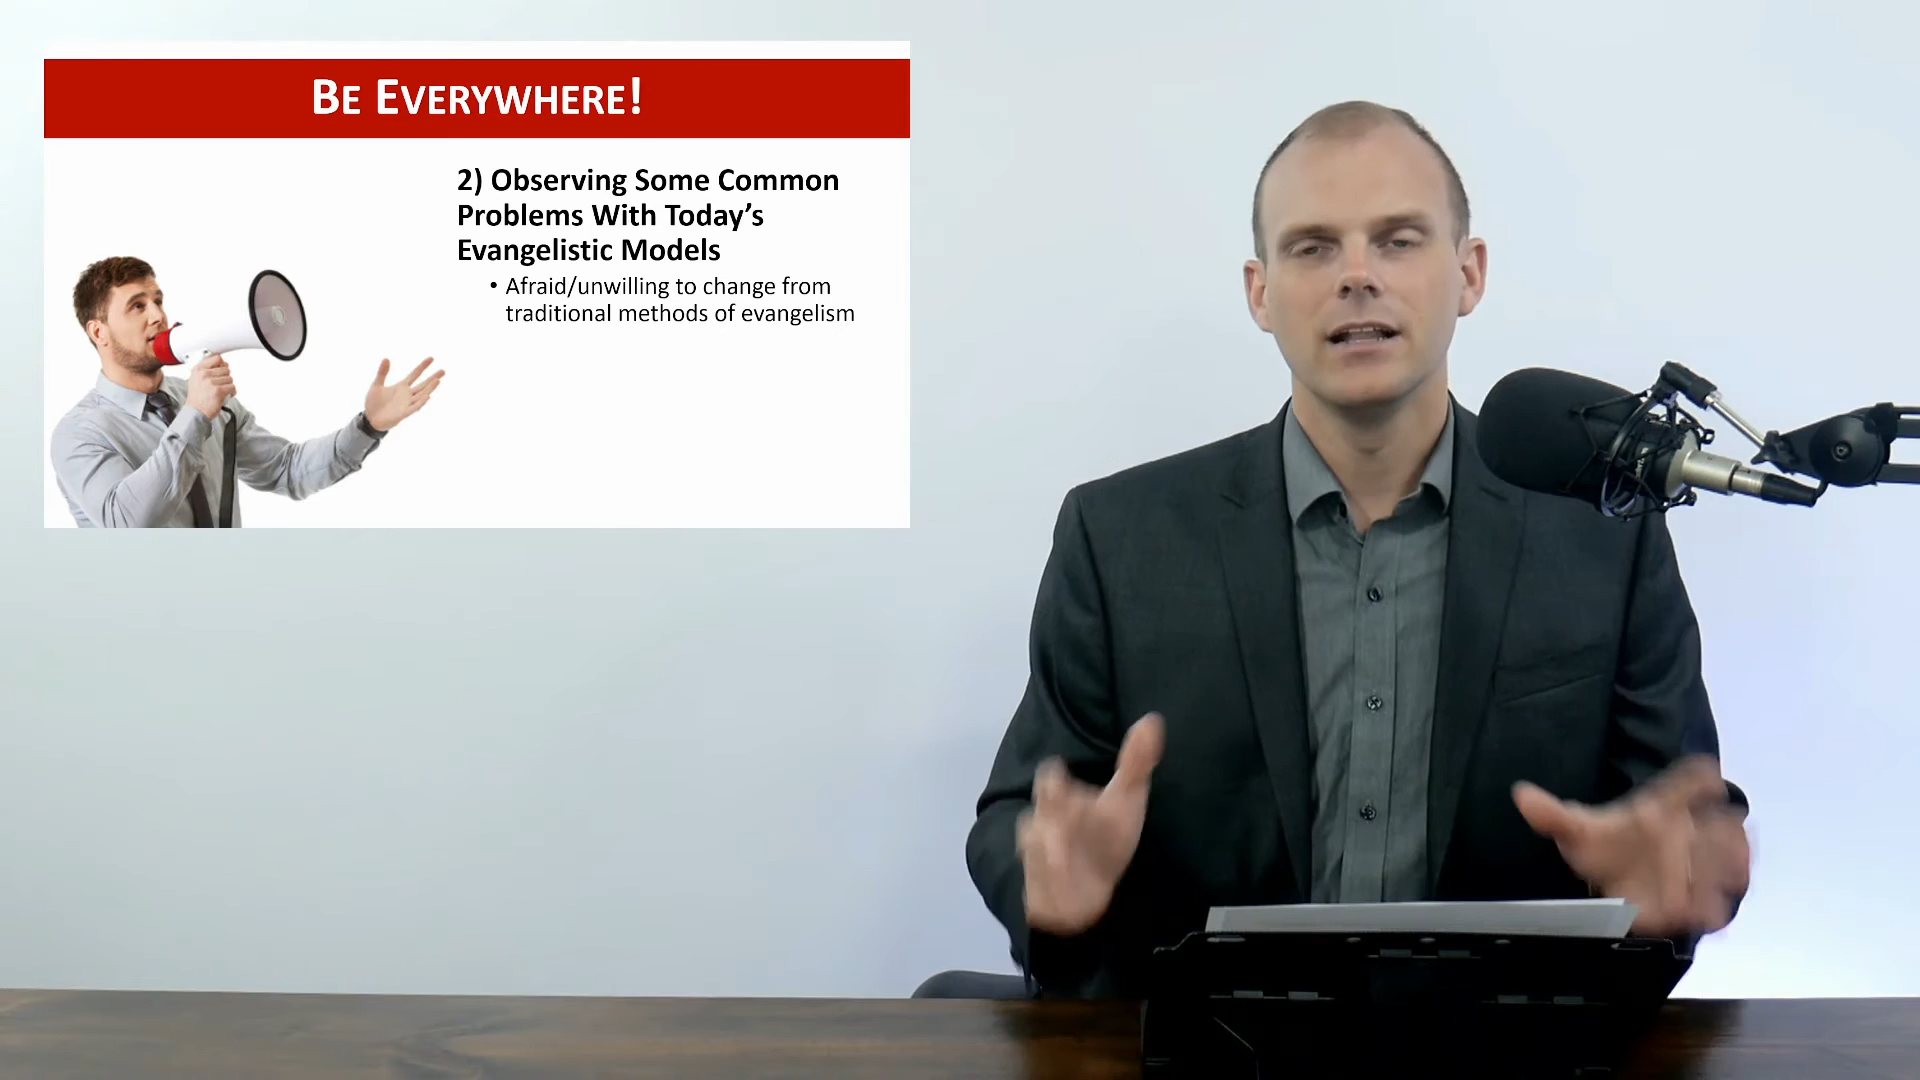 BE EVERYWHERE!
2) Observing Some Common
Problems With Today’s
Evangelistic Models
• Afraid/unwilling to change from
traditional methods of evangelism